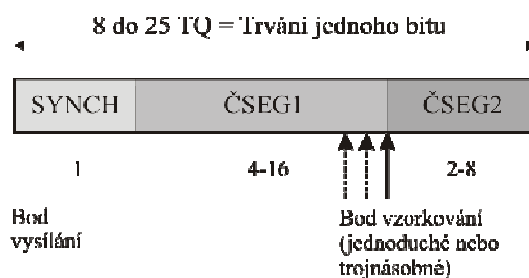 8 do 25 TQ = Trvání jednoho bitu
SYNCH ČSEG1 ČSEG2
1 4-16 2-8
Bod
vysílání
Bod vzorkování
(jednoduché nebo
trojnásobné)